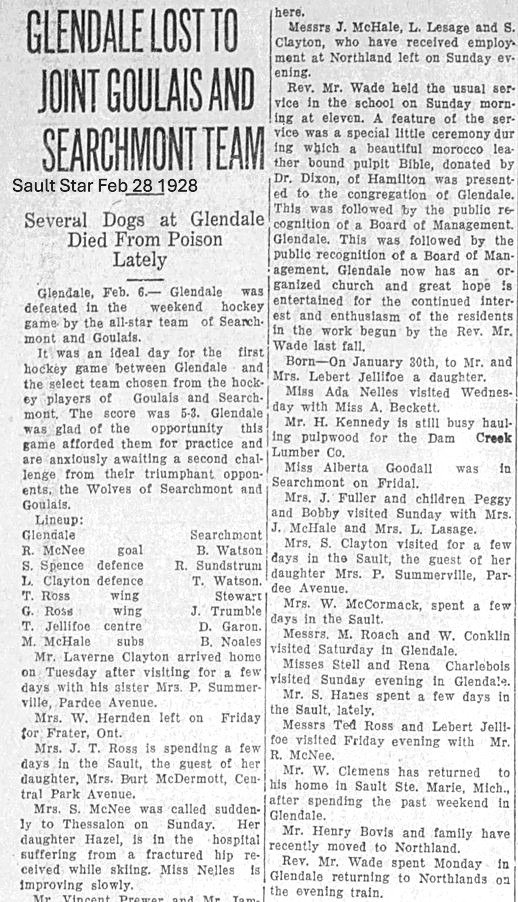 GLENDALE LOST TO
JOINT GOULAIS AND
SEARCHMONT TEAM
Sault Star Feb 28 1928
Several Dogs at Glendale
Died From Poison
Lately
Glendale, Feb. 6.— Glendale was
defeated in the weekend hockey
game by the all-star team of Search-
mont and Goulais.
It was an ideal day for the first
hockey game between Glendale and
the select team chosen from the hock-
ey players of Goulais and Search-
mont. The score was 5-3. Glendale
was glad of the opportunity this
game afforded them for practice and
are anxiously awaiting a second chal-
lenge from their triumphant oppon-
ents, the Wolves of Searchmont and
Goulais.
Lineup:
Glendale Searchmont
R. McNee goal B. Watson
S. Spence defence R. Sundstrum
L. Clayton defence T. Watson.
T. Ross wing Stewart
G. Ross wing J. Trumble
T. Jellifoe centre D. Garon.
M. McHale subs B. Noales
Mr. Laverne Clayton arrived home
on Tuesday after visiting for a few
days with his sister Mrs. P. Summer-
ville, Pardee Avenue.
Mrs. W. Hernden left on Friday
for Frater, Ont.
Mrs. J. T. Ross is spending a few
days in the Sault, the guest of her
daughter, Mrs. Burt McDermott, Cen-
tral Park Avenue.
Mrs. S. McNee was called sudden-
ly to Thessalon on Sunday. Her
daughter Hazel, is in the hospital
suffering from a fractured hip re-
ceived while skiing. Miss Nelles is
improving slowly.
Mr. Vincent Prewer and Mr. Jam-
here.
Messrs J. McHale, L. Lesage and S.
Clayton, who have received employ-
ment at Northland left on Sunday ev-
ening.
Rev. Mr. Wade held the usual ser-
vice in the school on Sunday morn-
ing at eleven. A feature of the ser-
vice was a special little ceremony dur
ing which a beautiful morocco lea-
ther bound pulpit Bible, donated by
Dr. Dixon, of Hamilton was present-
ed to the congregation of Glendale.
This was followed by the public re-
cognition of a Board of Management.
Glendale. This was followed by the
public recognition of a Board of Man-
agement. Glendale now has an or-
ganized church and great hope is
entertained for the continued inter-
est and enthusiasm of the residents
in the work begun by the Rev. Mr.
Wade last fall.
Born—On January 30th, to Mr. and
Mrs. Lebert Jellifoe a daughter.
Miss Ada Nelles visited Wednes-
day with Miss A. Beckett.
Mr. H. Kennedy is still busy haul-
ing pulpwood for the Dam Creek
Lumber Co.
Miss Alberta Goodall was in
Searchmont on Fridal.
Mrs. J. Fuller and children Peggy
and Bobby visited Sunday with Mrs.
J. McHale and Mrs. L. Lasage.
Mrs. S. Clayton visited for a few
days in the Sault, the guest of her
daughter Mrs. P. Summerville, Par-
dee Avenue.
Mrs. W. McCormack, spent a few
days in the Sault.
Messrs. M. Roach and W. Conklin
visited Saturday in Glendale.
Misses Stell and Rena Charlebois
visited Sunday evening in Glendale.
Mr. S. Hanes spent a few days in
the Sault, lately.
Messrs Ted Ross and Lebert Jelli-
foe visited Friday evening with Mr.
R. McNee.
Mr. W. Clemens has returned to
his home in Sault Ste. Marie, Mich.,
after spending the past weekend in
Glendale.
Mr. Henry Bovis and family have
recently moved to Northland.
Rev. Mr. Wade spent Monday in
Glendale returning to Northlands on
the evening train.